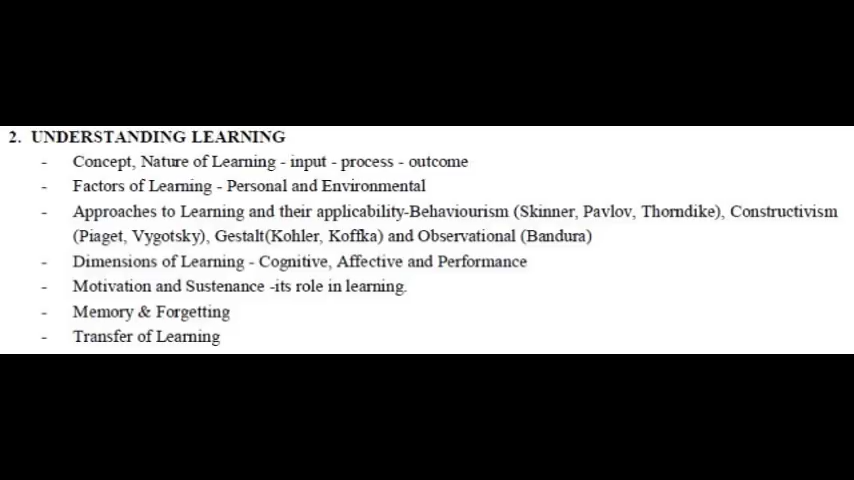 2. UNDERSTANDING LEARNING
- Concept, Nature of Learning - input - process - outcome
- Factors of Learning - Personal and Environmental
- Approaches to Learning and their applicability-Behaviourism (Skinner, Pavlov, Thorndike), Constructivism
(Piaget, Vygotsky), Gestalt(Kohler, Koffka) and Observational (Bandura)
- Dimensions of Learning - Cognitive, Affective and Performance
- Motivation and Sustenance -its role in learning.
- Memory & Forgetting
- Transfer of Learning